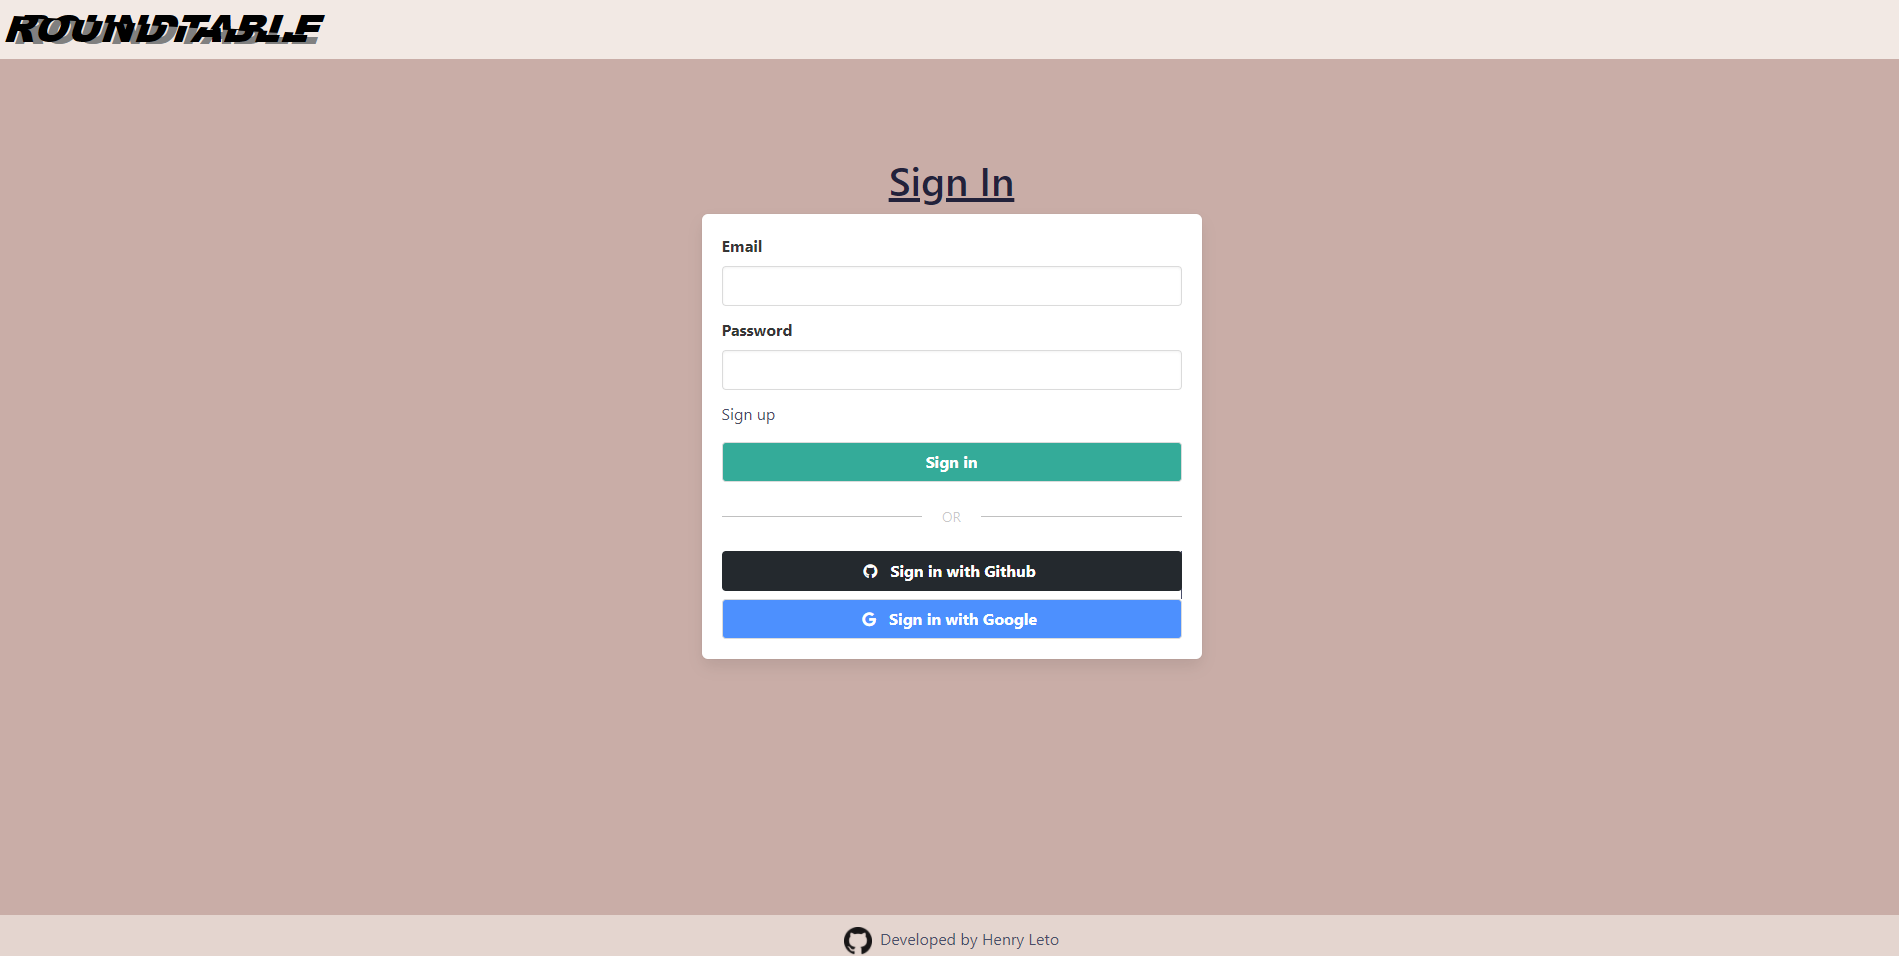 ROUNDTABLE
Sign In
Email
Password
Sign up
Sign in
OR
Sign in with Github
Sign in with Google
Developed by Henry Leto